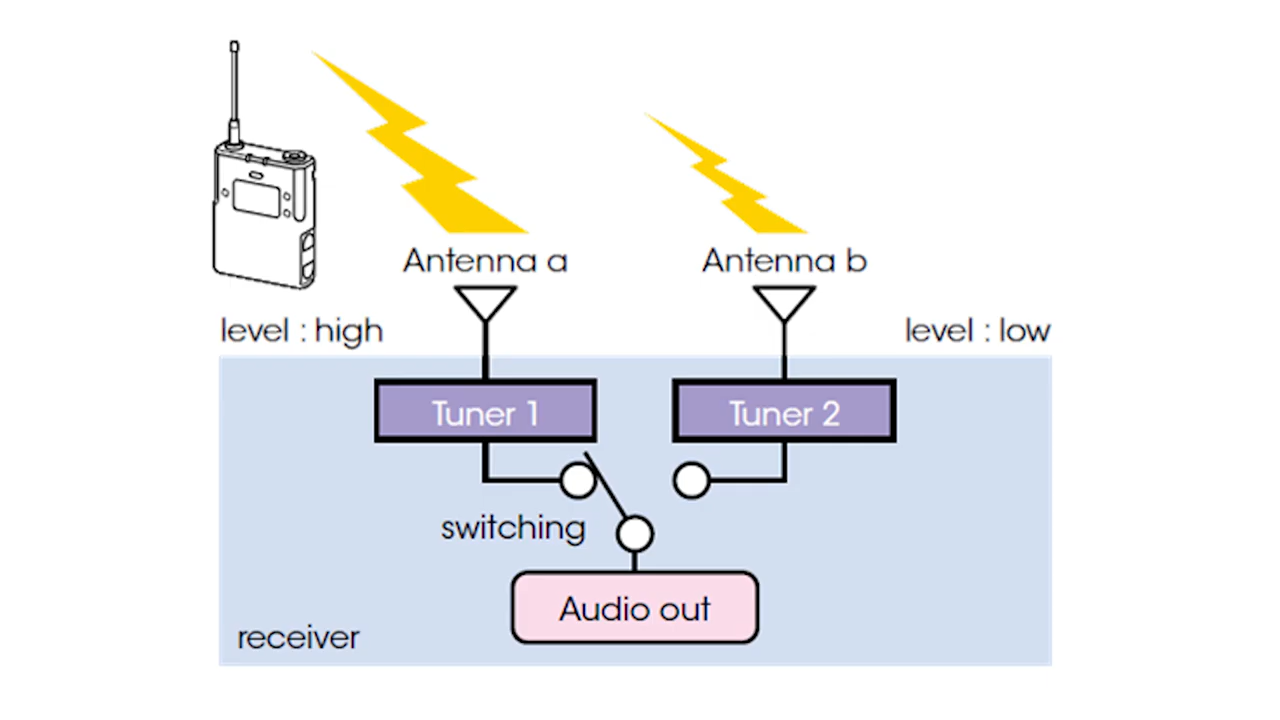 Antenna a
Antenna b
level : high
level : low
Tuner 1
Tuner 2
switching
Audio out
receiver